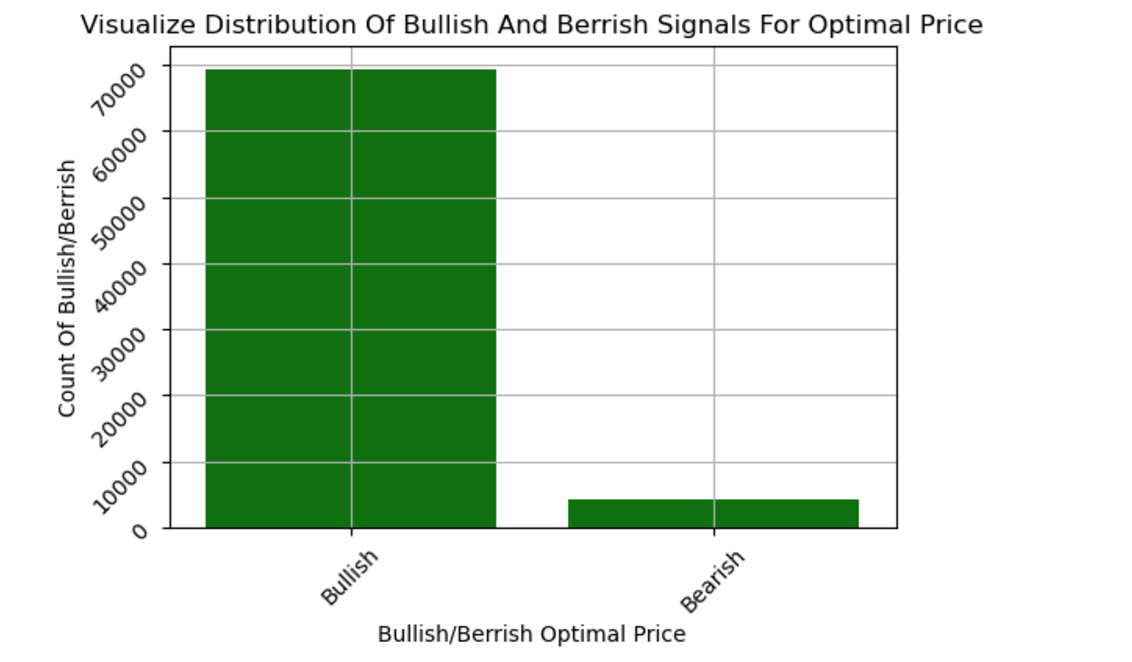 Visualize Distribution Of Bullish And Berrish Signals For Optimal Price
Count Of Bullish/Berrish
70000
60000
50000
40000
30000
20000
10000
0
Bullish
Bearish
Bullish/Berrish Optimal Price